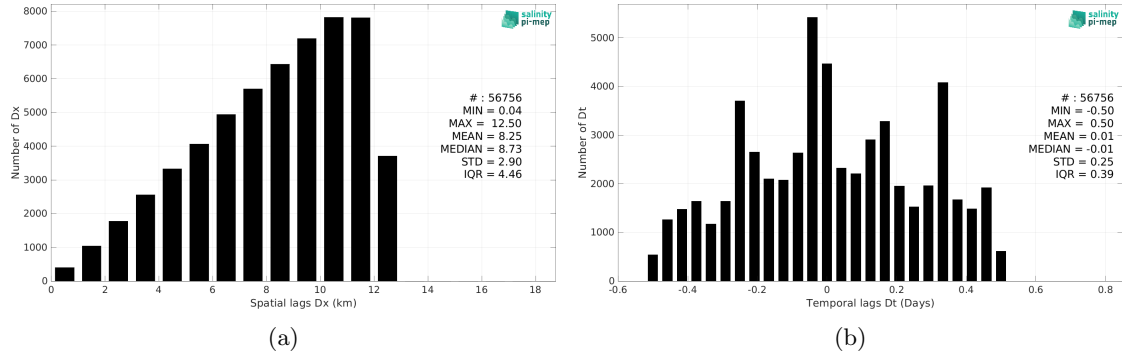 8000
7000
6000
5000
4000
3000
2000
1000
0
Number of Dx
salinity
pi-mep
# : 56756
MIN = 0.04
MAX = 12.50
MEAN = 8.25
MEDIAN = 8.73
STD = 2.90
IQR = 4.46
0 2 4 6 8 10 12 14 16 18
Spatial lags Dx (km)
(a)
5000
4000
3000
2000
1000
0
Number of Dt
salinity
pi-mep
# : 56756
MIN = -0.50
MAX = 0.50
MEAN = 0.01
MEDIAN = -0.01
STD = 0.25
IQR = 0.39
-0.6 -0.4 -0.2 0 0.2 0.4 0.6 0.8
Temporal lags Dt (Days)
(b)